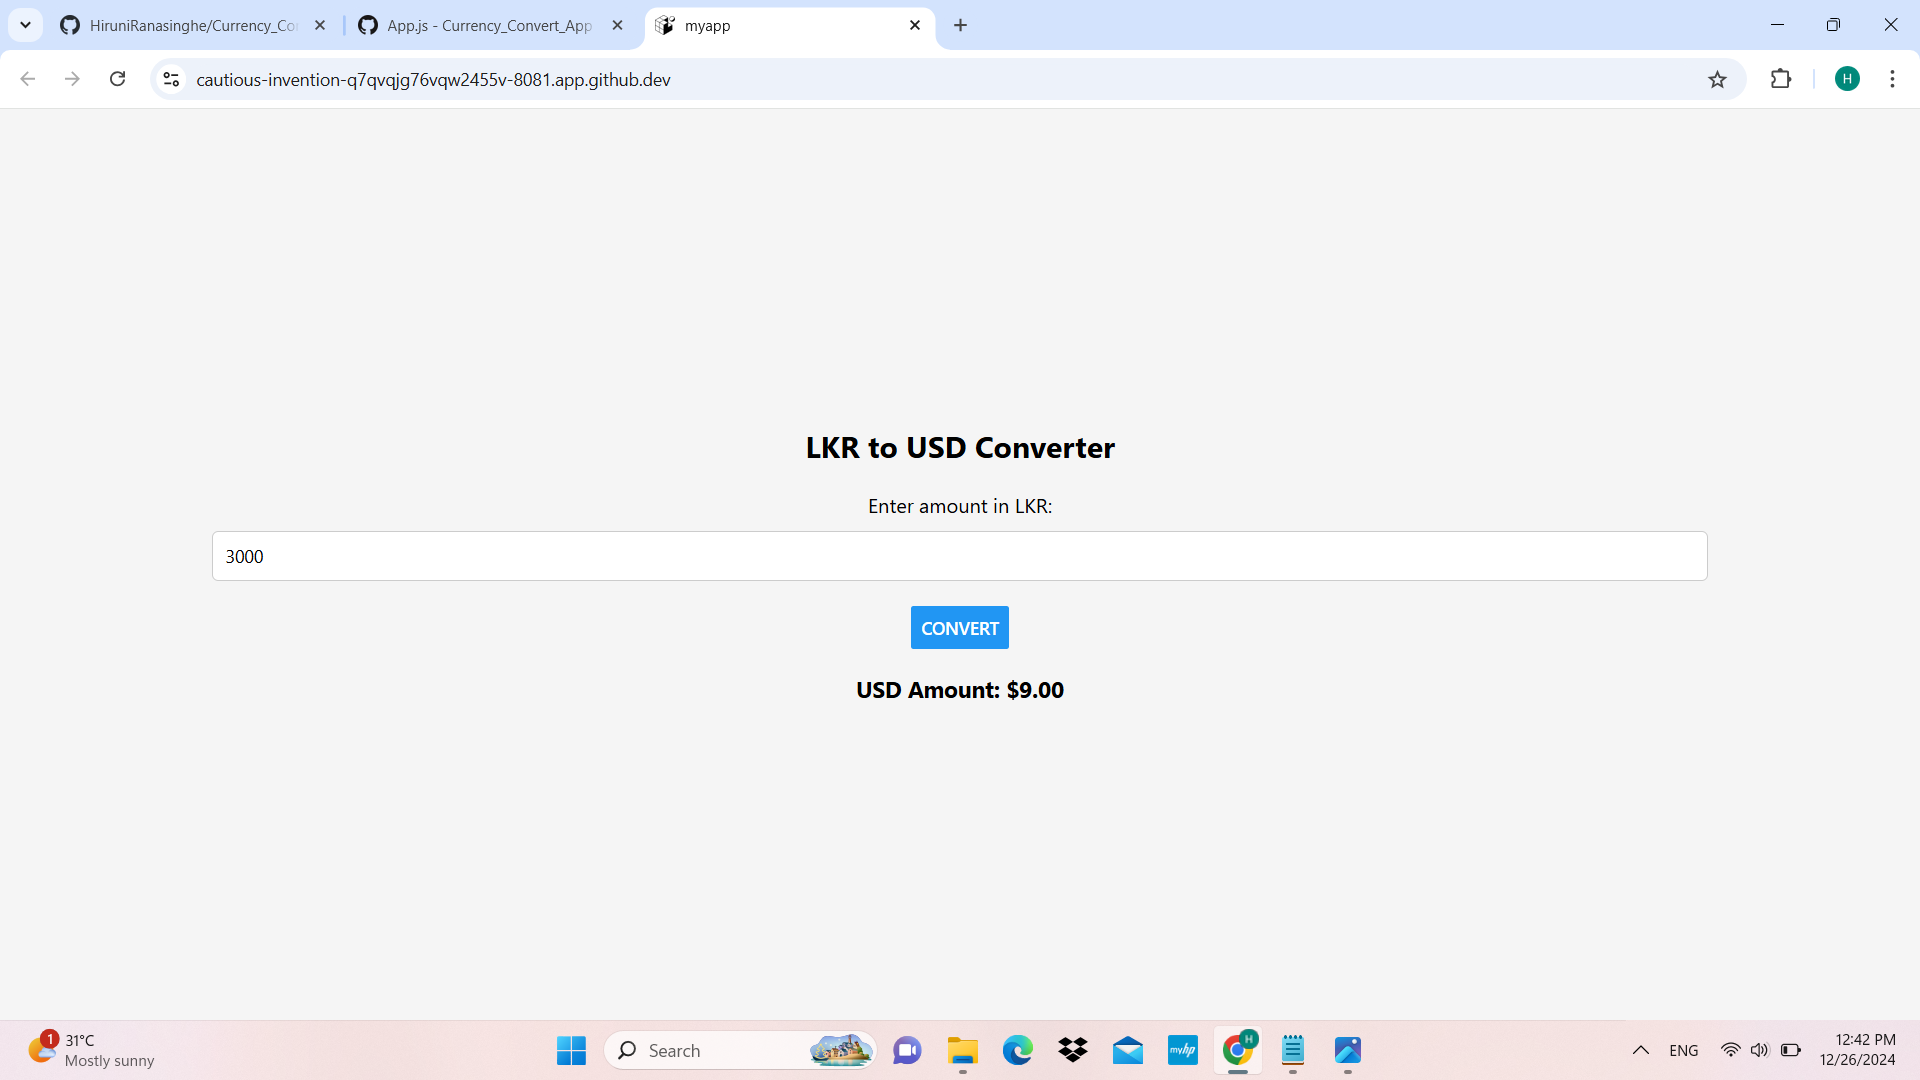 HiruniRanasinghe/Currency_Co
App.js - Currency_Convert_App
myapp
cautious-invention-q7qvqjg76vqw2455v-8081.app.github.dev
H
LKR to USD Converter
Enter amount in LKR:
3000
CONVERT
USD Amount: $9.00
1
31°C
Mostly sunny
Search
myhp
H
ENG
12:42 PM
12/26/2024